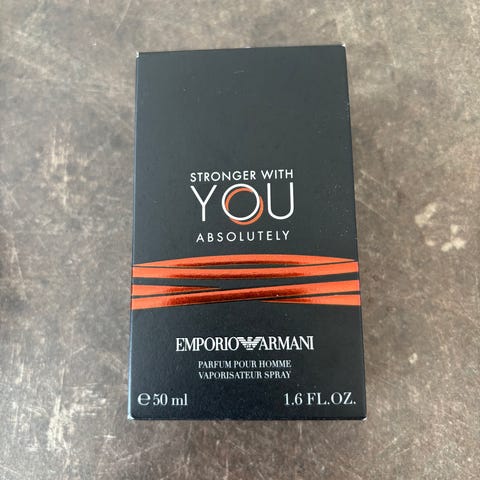 STRONGER WITH
YOU
ABSOLUTELY
EMPORIO ARMANI
PARFUM POUR HOMME
VAPORISATEUR SPRAY
℮ 50 ml 1.6 FL.OZ.